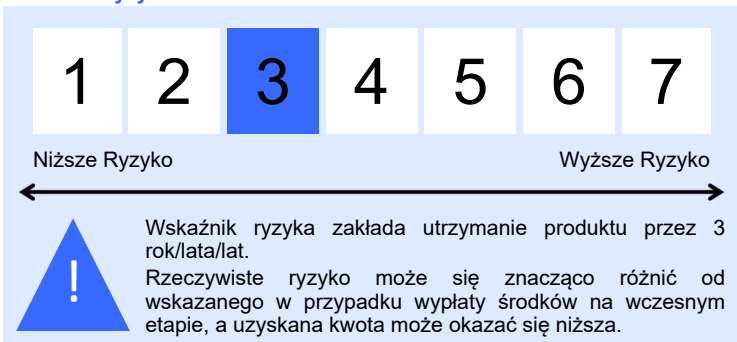 1 2 3 4 5 6 7
Niższe Ryzyko Wyższe Ryzyko
Wskaźnik ryzyka zakłada utrzymanie produktu przez 3
rok/lata/lat.
Rzeczywiste ryzyko może się znacząco różnić od
wskazanego w przypadku wypłaty środków na wczesnym
etapie, a uzyskana kwota może okazać się niższa.
!